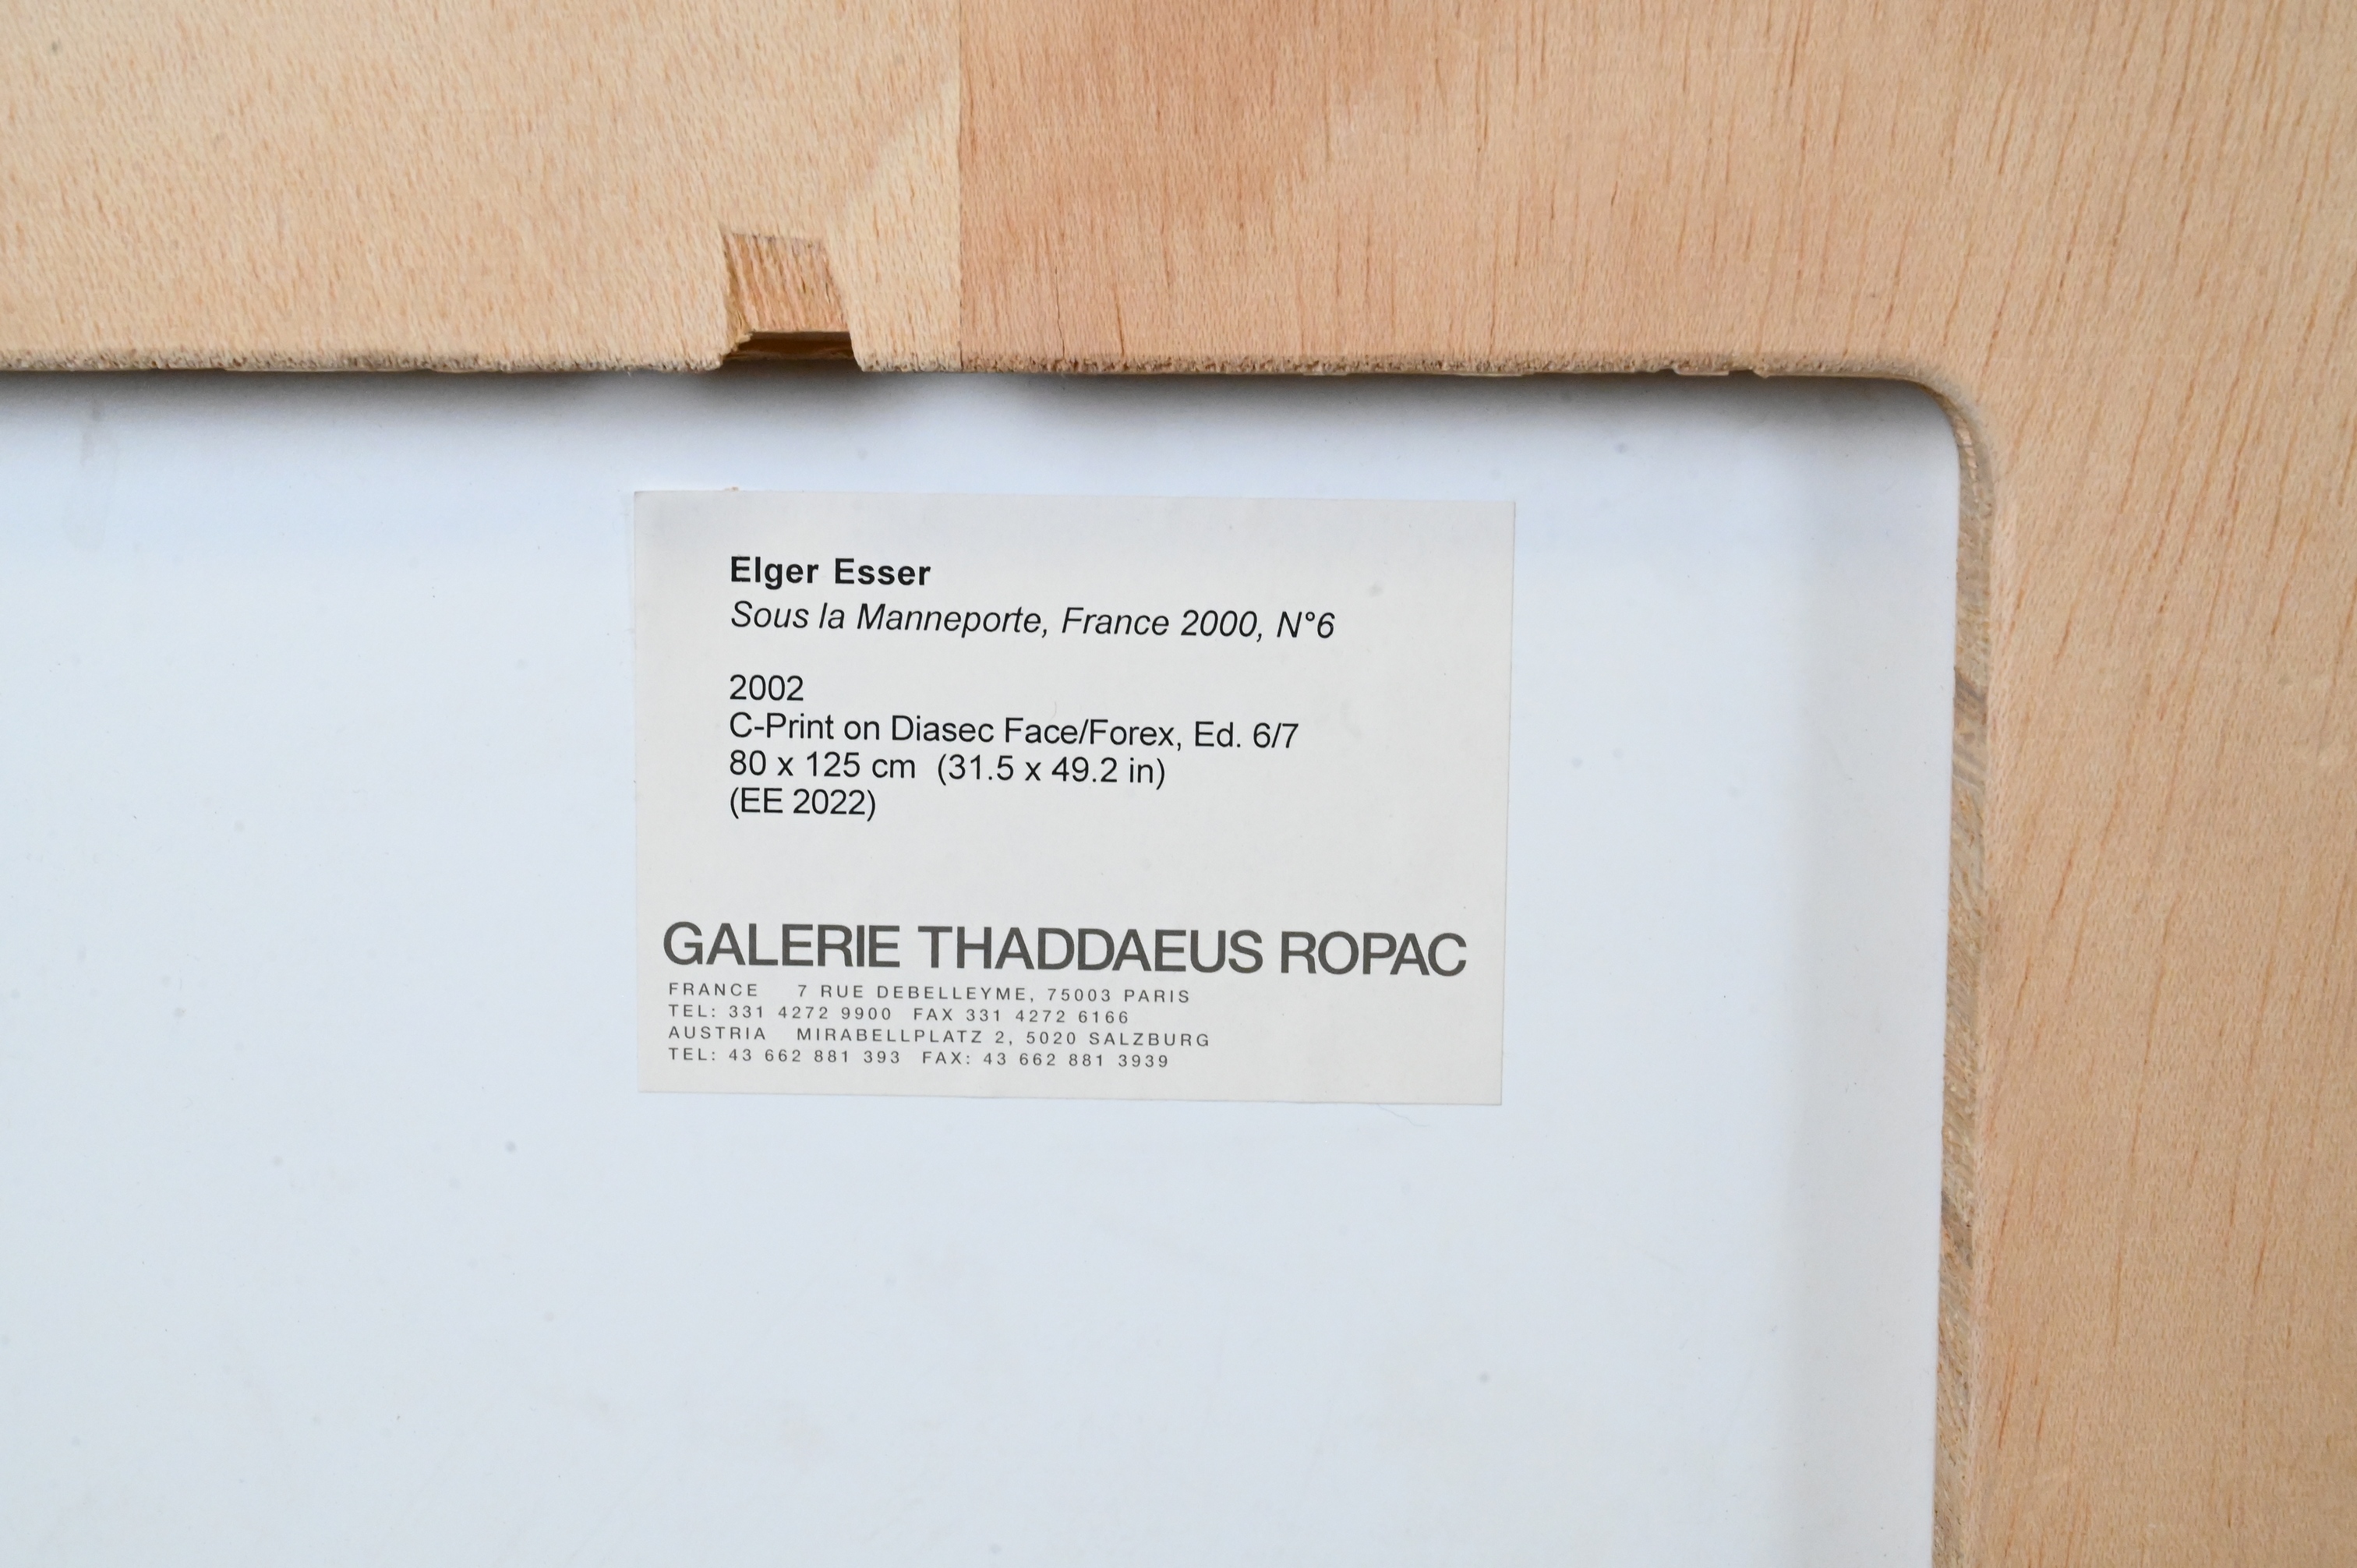 Elger Esser
Sous la Manneporte, France 2000, N°6
2002
C-Print on Diasec Face/Forex, Ed. 6/7
80 x 125 cm (31.5 x 49.2 in)
(EE 2022)
GALERIE THADDAEUS ROPAC
FRANCE 7 RUE DEBELLEYME, 75003 PARIS
TEL: 331 4272 9900 FAX 331 4272 6166
AUSTRIA MIRABELLPLATZ 2, 5020 SALZBURG
TEL: 43 662 881 393 FAX: 43 662 881 3939